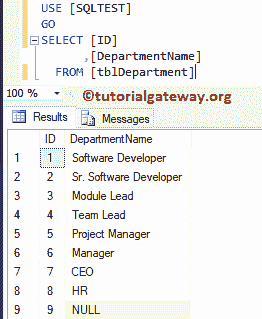 USE [SQLTEST]
GO
SELECT [ID]
,[DepartmentName]
FROM [tblDepartment]
100 % ©tutorialgateway.org
Results Messages
ID DepartmentName
1 1 Software Developer
2 2 Sr. Software Developer
3 3 Module Lead
4 4 Team Lead
5 5 Project Manager
6 6 Manager
7 7 CEO
8 8 HR
9 9 NULL